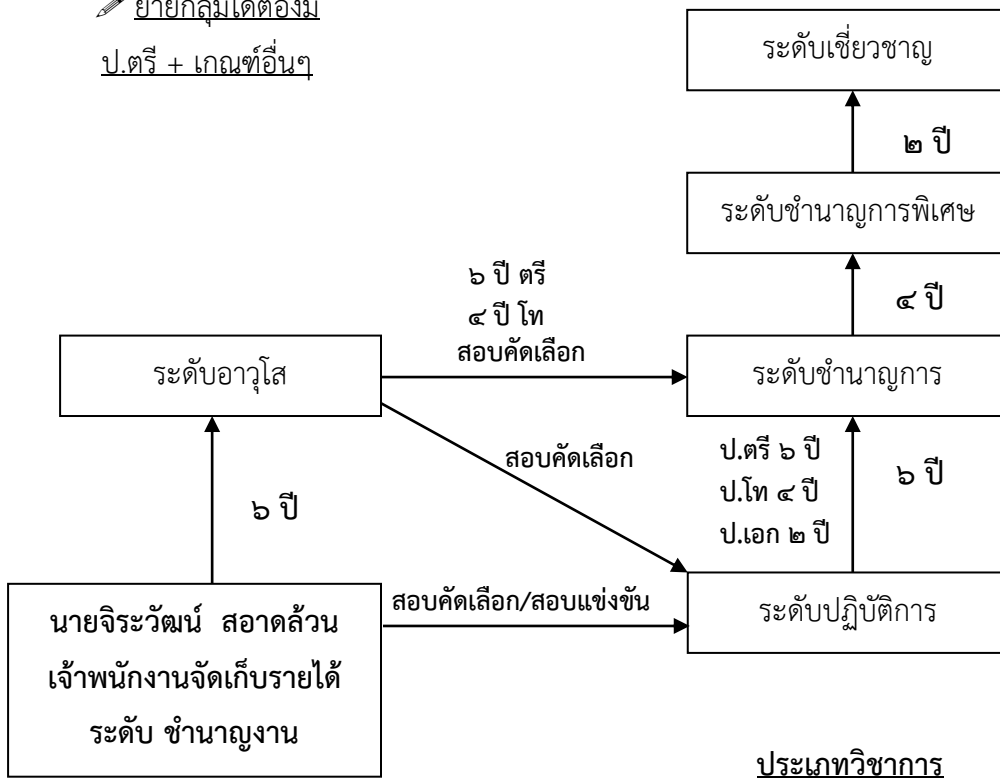 ย้ายกลุ่มได้ต้องมี
ป.ตรี + เกณฑ์อื่นๆ
ระดับเชี่ยวชาญ
๒ ปี
ระดับชำนาญการพิเศษ
๔ ปี
๖ ปี ตรี
๔ ปี โท
สอบคัดเลือก
ระดับอาวุโส
ระดับชำนาญการ
สอบคัดเลือก
ป.ตรี ๖ ปี
ป.โท ๔ ปี
ป.เอก ๒ ปี
๖ ปี
๖ ปี
สอบคัดเลือก/สอบแข่งขัน
ระดับปฏิบัติการ
นายจิระวัฒน์ สอาดล้วน
เจ้าพนักงานจัดเก็บรายได้
ระดับ ชำนาญงาน
ประเภทวิชาการ